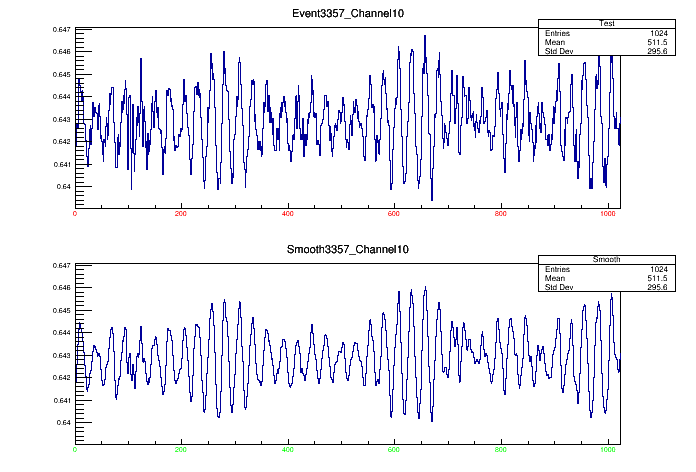 Event3357_Channel10
Test
Entries 1024
Mean 511.5
Std Dev 295.6
0.647
0.646
0.645
0.644
0.643
0.642
0.641
0.64
0 200 400 600 800 1000
Smooth3357_Channel10
Smooth
Entries 1024
Mean 511.5
Std Dev 295.6
0.647
0.646
0.645
0.644
0.643
0.642
0.641
0.64
0 200 400 600 800 1000